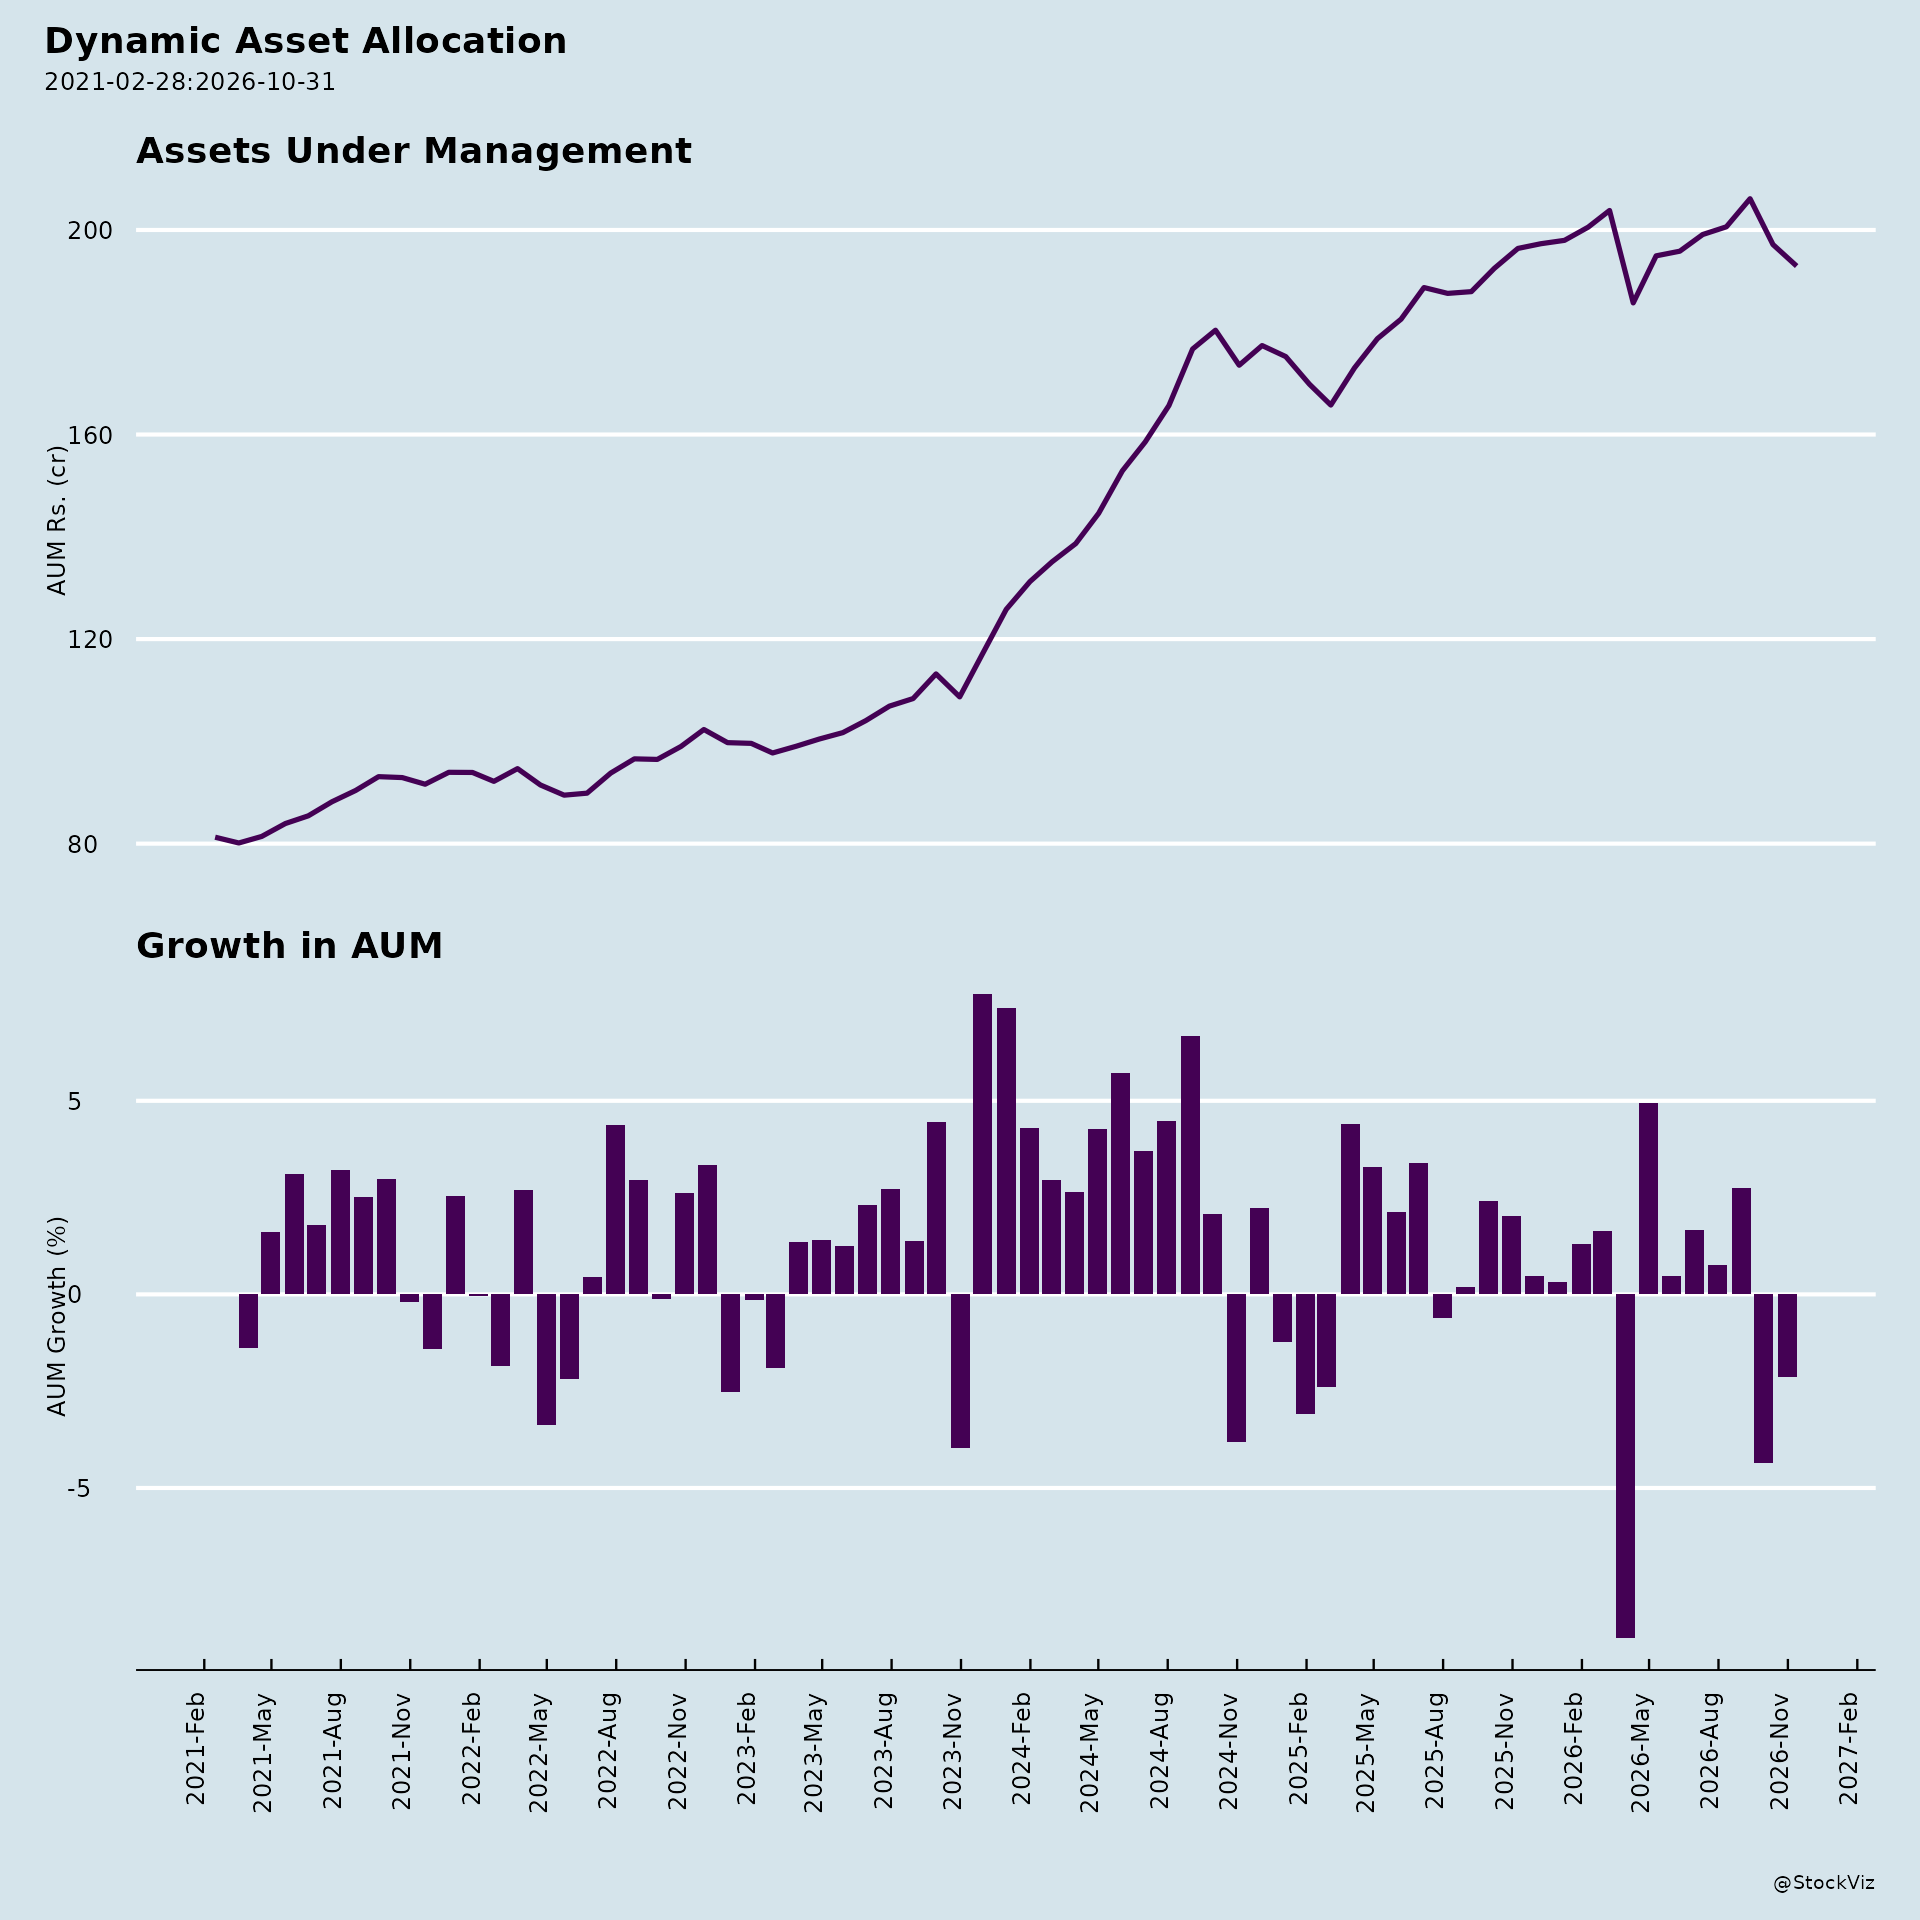 Dynamic Asset Allocation
2021-02-28:2026-10-31
Assets Under Management
200
160
120
80
AUM Rs. (cr)
Growth in AUM
5
0
-5
AUM Growth (%)
2021-Feb
2021-May
2021-Aug
2021-Nov
2022-Feb
2022-May
2022-Aug
2022-Nov
2023-Feb
2023-May
2023-Aug
2023-Nov
2024-Feb
2024-May
2024-Aug
2024-Nov
2025-Feb
2025-May
2025-Aug
2025-Nov
2026-Feb
2026-May
2026-Aug
2026-Nov
2027-Feb
@StockViz